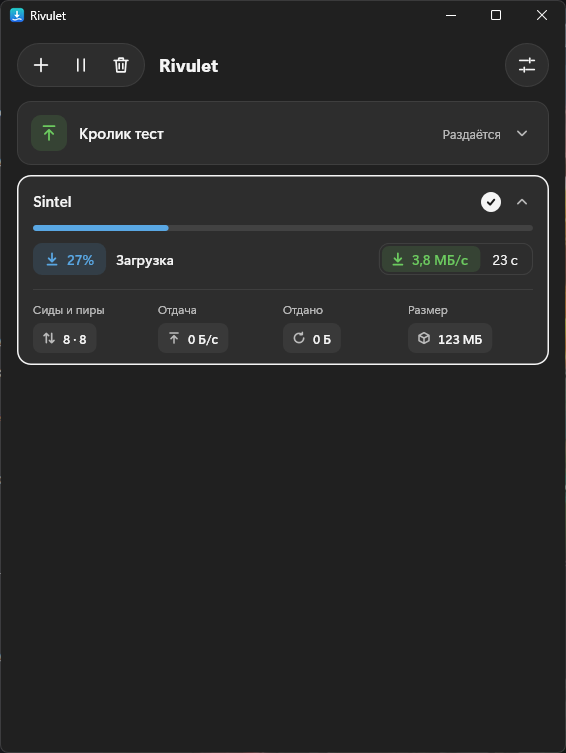 Rivulet
Rivulet
Кролик тест
Раздаётся
Sintel
27%
Загрузка
3,8 МБ/с
23 с
Сиды и пиры
Отдача
Отдано
Размер
8 · 8
0 Б/с
0 Б
123 МБ